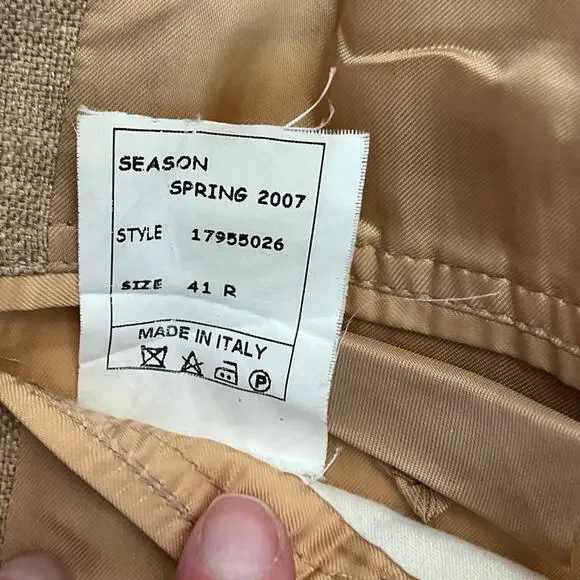 SEASON
SPRING 2007
STYLE 17955026
SIZE 41 R
MADE IN ITALY
P